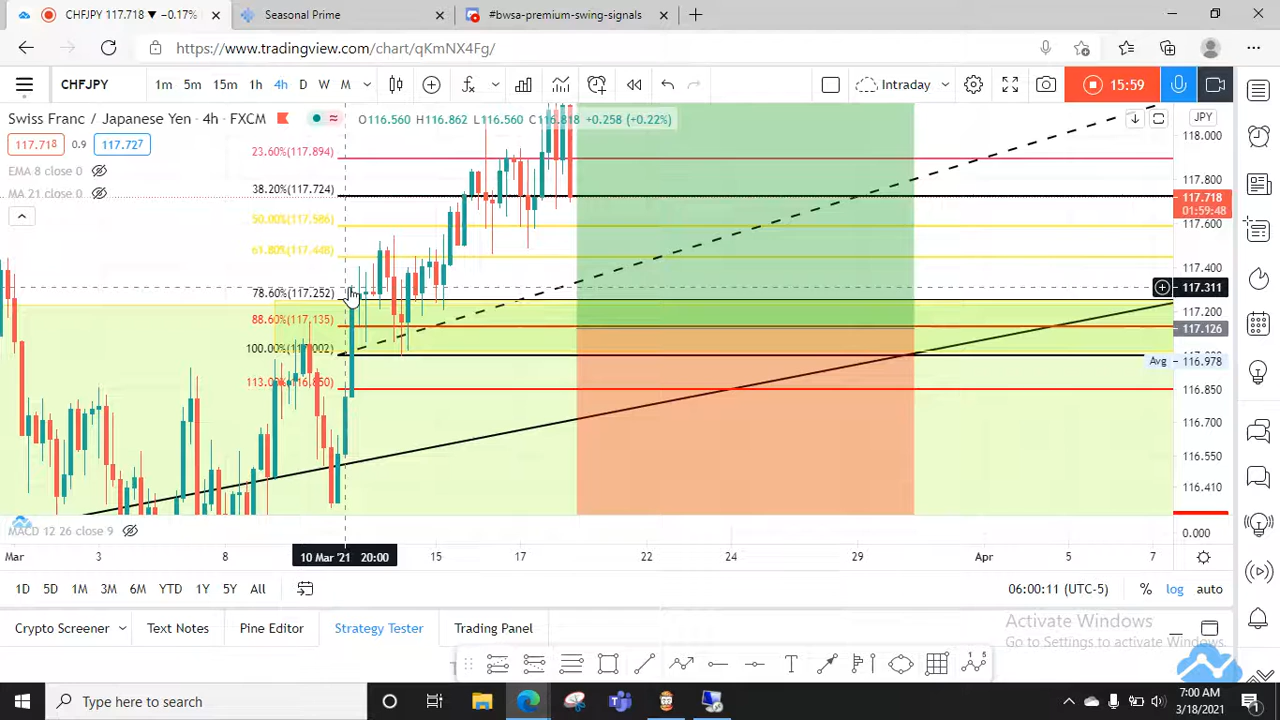 CHFJPY 117.718 ▼ −0.17%
Seasonal Prime
#bwsa-premium-swing-signals
https://www.tradingview.com/chart/qKmNX4Fg/
CHFJPY 1m 5m 15m 1h 4h D W M Intraday 15:59
Swiss Franc / Japanese Yen · 4h · FXCM O116.560 H116.862 L116.560 C116.818 +0.258 (+0.22%) JPY
117.718 0.9 117.727
EMA 8 close 0
MA 21 close 0
23.60%(117.894)
38.20%(117.724)
50.00%(117.586)
61.80%(117.448)
78.60%(117.252)
88.60%(117.135)
100.00%(117.002)
118.000
117.800
117.718
01:59:48
117.600
117.400
117.311
117.200
117.126
Avg 116.978
116.850
116.700
116.550
116.410
0.000
MACD 12 26 close 9
Mar 3 8 10 Mar '21 20:00 15 17 22 24 29 Apr 5 7
1D 5D 1M 3M 6M YTD 1Y 5Y All 06:00:11 (UTC-5) % log auto
Activate Windows
Go to Settings to activate Windows.
Crypto Screener Text Notes Pine Editor Strategy Tester Trading Panel
Type here to search
7:00 AM
3/18/2021